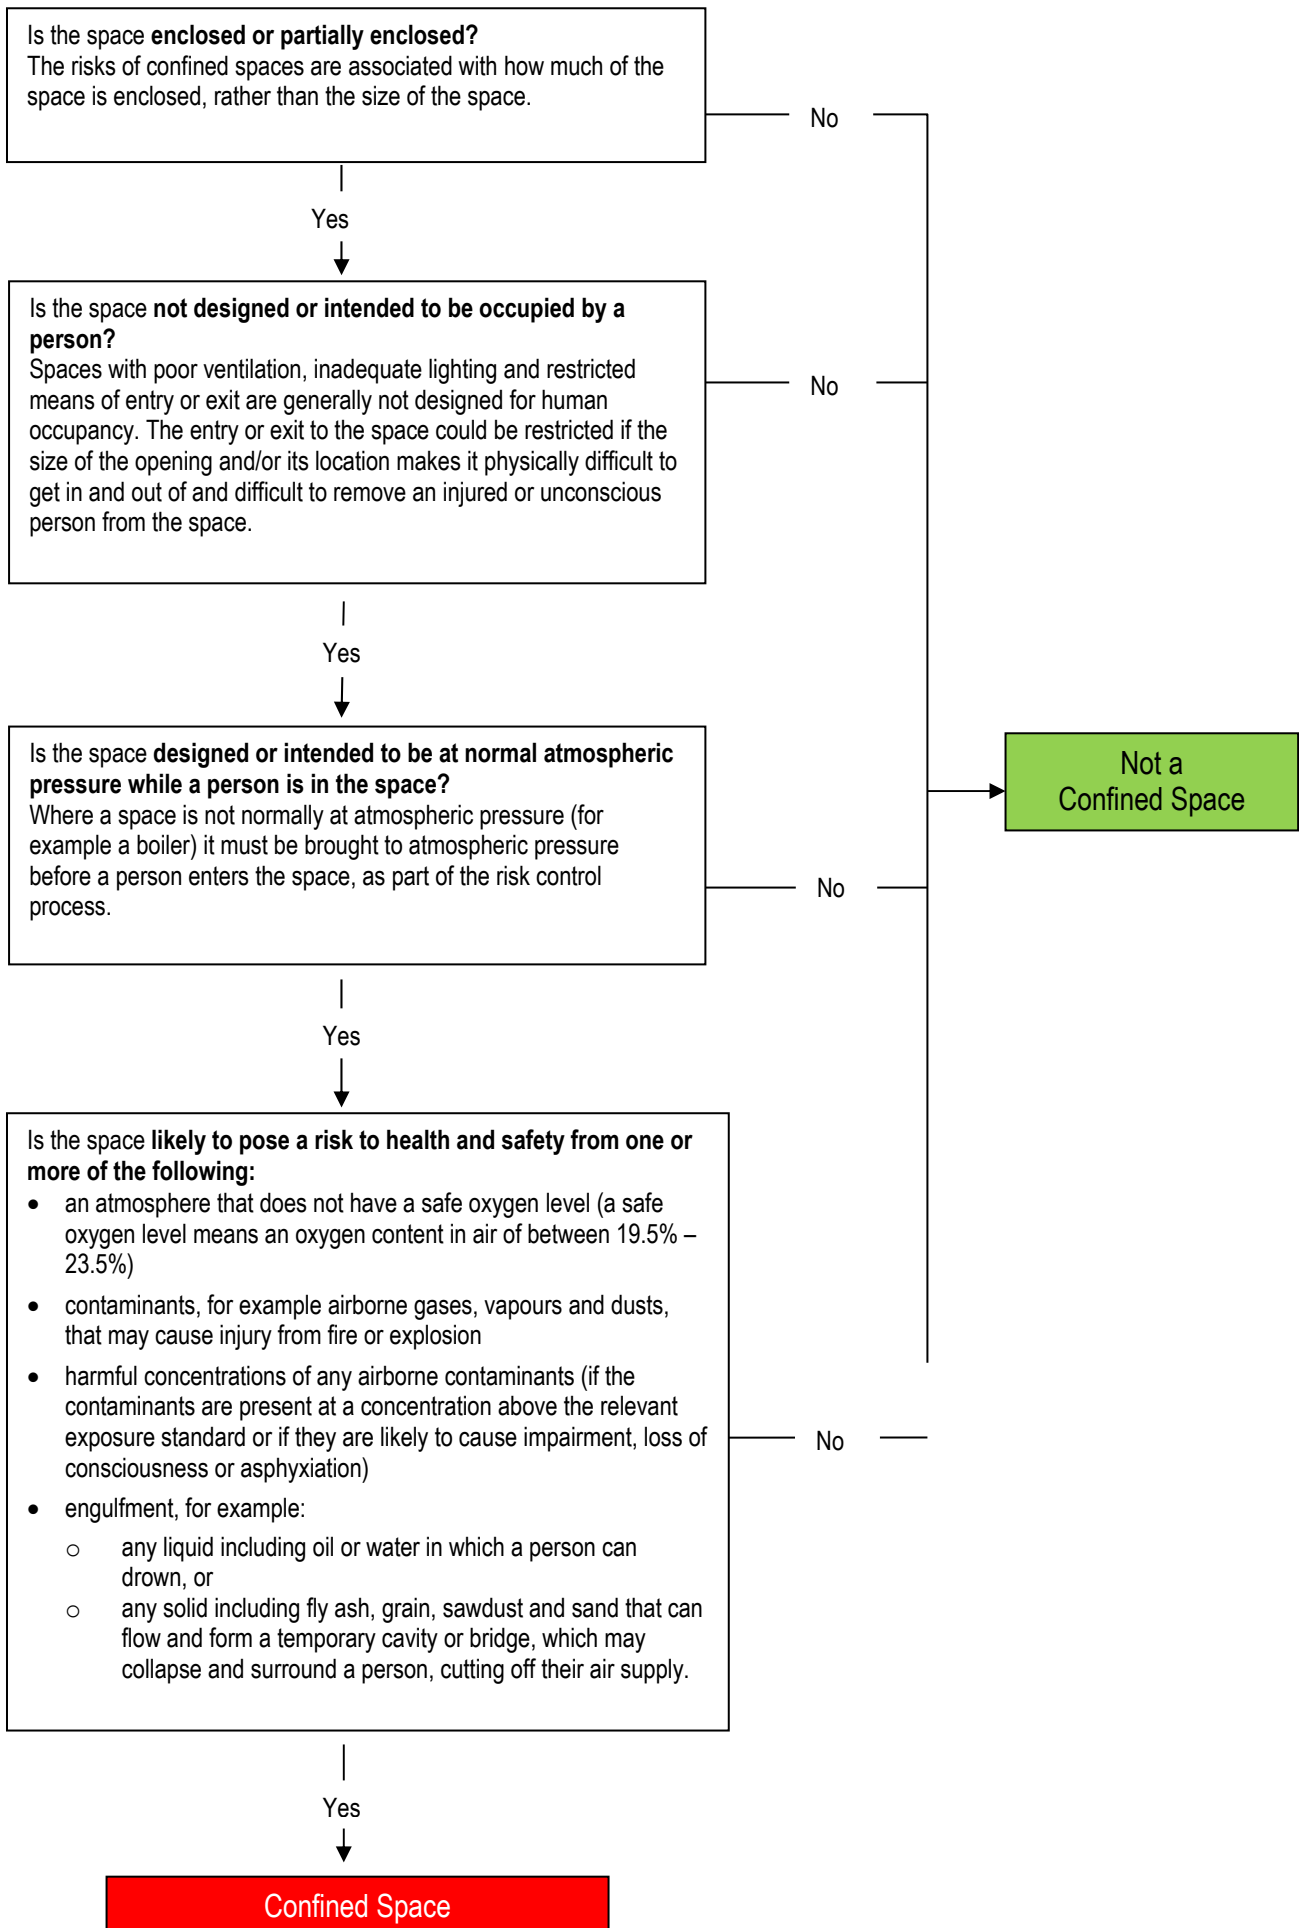 Is the space enclosed or partially enclosed?
The risks of confined spaces are associated with how much of the
space is enclosed, rather than the size of the space.
No
Yes
Is the space not designed or intended to be occupied by a
person?
Spaces with poor ventilation, inadequate lighting and restricted
means of entry or exit are generally not designed for human
occupancy. The entry or exit to the space could be restricted if the
size of the opening and/or its location makes it physically difficult to
get in and out of and difficult to remove an injured or unconscious
person from the space.
No
Yes
Is the space designed or intended to be at normal atmospheric
pressure while a person is in the space?
Where a space is not normally at atmospheric pressure (for
example a boiler) it must be brought to atmospheric pressure
before a person enters the space, as part of the risk control
process.
No
Not a
Confined Space
Yes
Is the space likely to pose a risk to health and safety from one or
more of the following:
• an atmosphere that does not have a safe oxygen level (a safe
oxygen level means an oxygen content in air of between 19.5% –
23.5%)
• contaminants, for example airborne gases, vapours and dusts,
that may cause injury from fire or explosion
• harmful concentrations of any airborne contaminants (if the
contaminants are present at a concentration above the relevant
exposure standard or if they are likely to cause impairment, loss of
consciousness or asphyxiation)
• engulfment, for example:
o any liquid including oil or water in which a person can
drown, or
o any solid including fly ash, grain, sawdust and sand that can
flow and form a temporary cavity or bridge, which may
collapse and surround a person, cutting off their air supply.
No
Yes
Confined Space